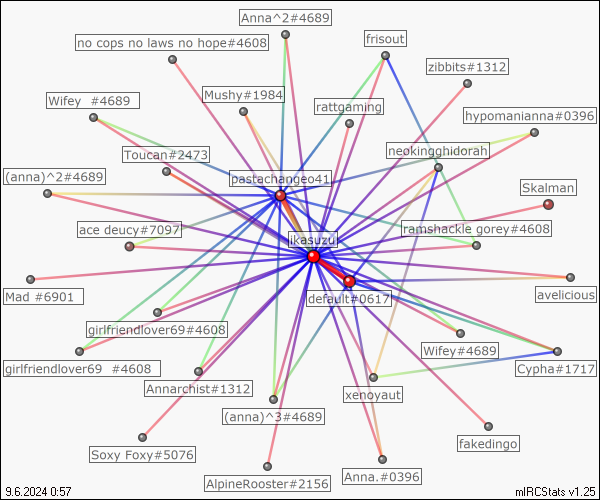 Anna^2#4689
frisout
no cops no laws no hope#4608
zibbits#1312
Wifey  #4689
Mushy#1984
rattgaming
hypomanianna#0396
Toucan#2473
neokingghidorah
(anna)^2#4689
pastachangeo41
Skalman
ace deucy#7097
ikasuzu
ramshackle gorey#4608
Mad #6901
default#0617
avelicious
girlfriendlover69#4608
Wifey#4689
girlfriendlover69  #4608
Cypha#1717
Annarchist#1312
xenoyaut
(anna)^3#4689
fakedingo
Soxy Foxy#5076
AlpineRooster#2156
Anna.#0396
9.6.2024 0:57
mIRCStats v1.25